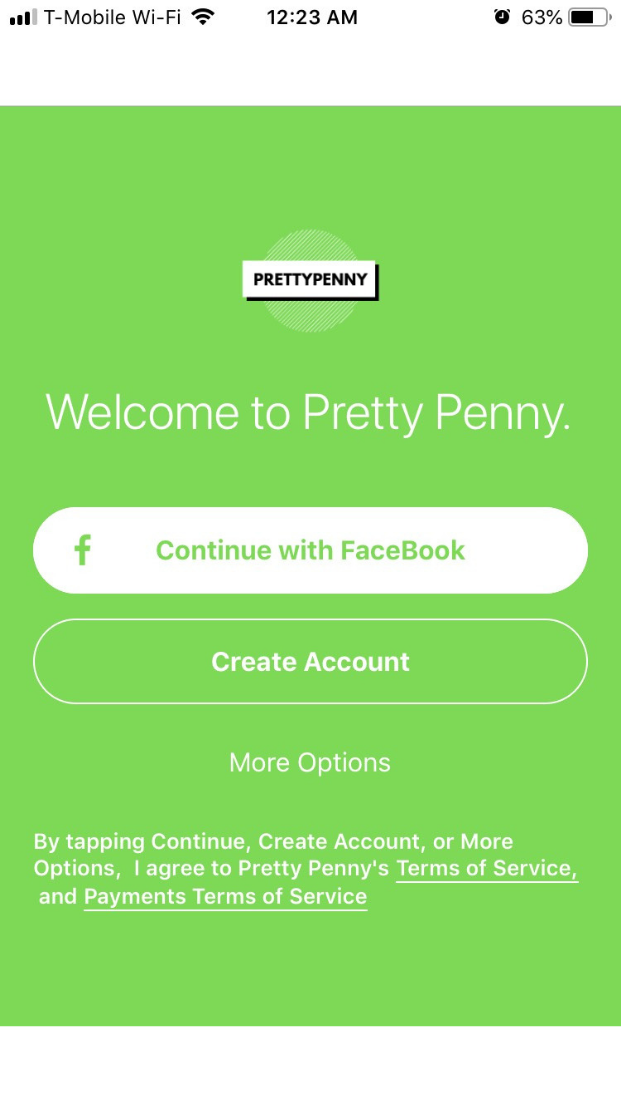 T-Mobile Wi-Fi 12:23 AM 63%
PRETTYPENNY
Welcome to Pretty Penny.
f Continue with FaceBook
Create Account
More Options
By tapping Continue, Create Account, or More
Options, I agree to Pretty Penny's Terms of Service,
and Payments Terms of Service